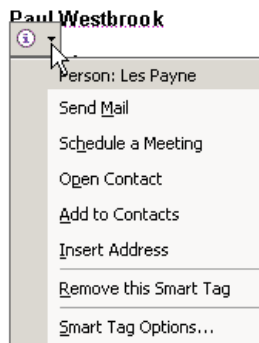 Paul Westbrook
Person: Les Payne
Send Mail
Schedule a Meeting
Open Contact
Add to Contacts
Insert Address
Remove this Smart Tag
Smart Tag Options...